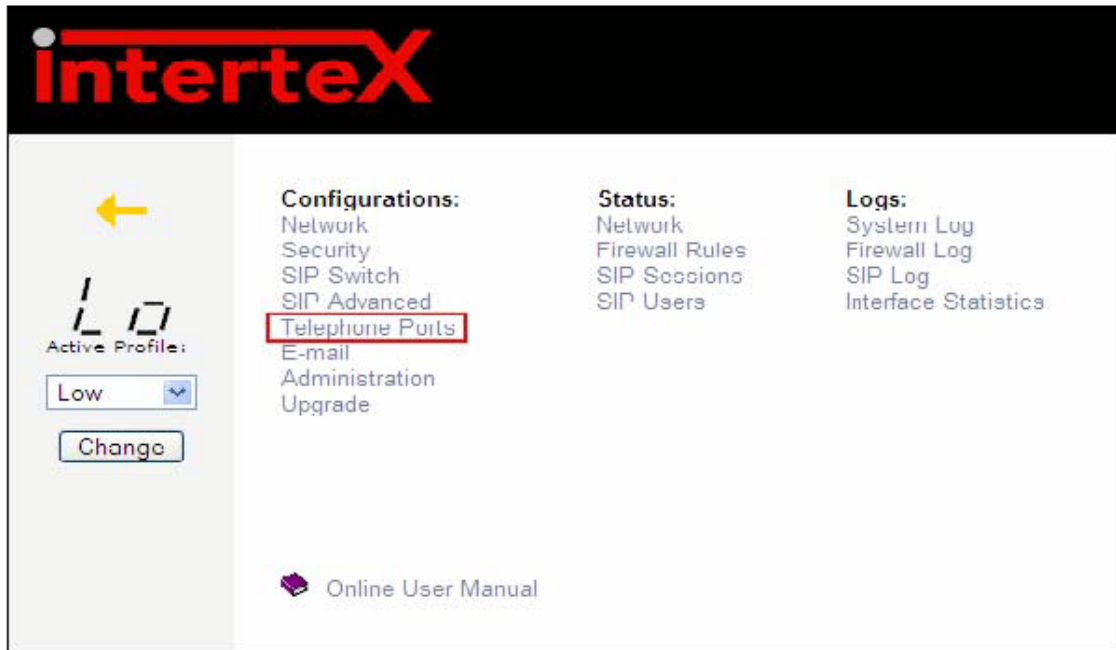 interteX
Lo
Active Profile:
Low
Change
Configurations:
Network
Security
SIP Switch
SIP Advanced
Telephone Ports
E-mail
Administration
Upgrade
Status:
Network
Firewall Rules
SIP Sessions
SIP Users
Logs:
System Log
Firewall Log
SIP Log
Interface Statistics
Online User Manual